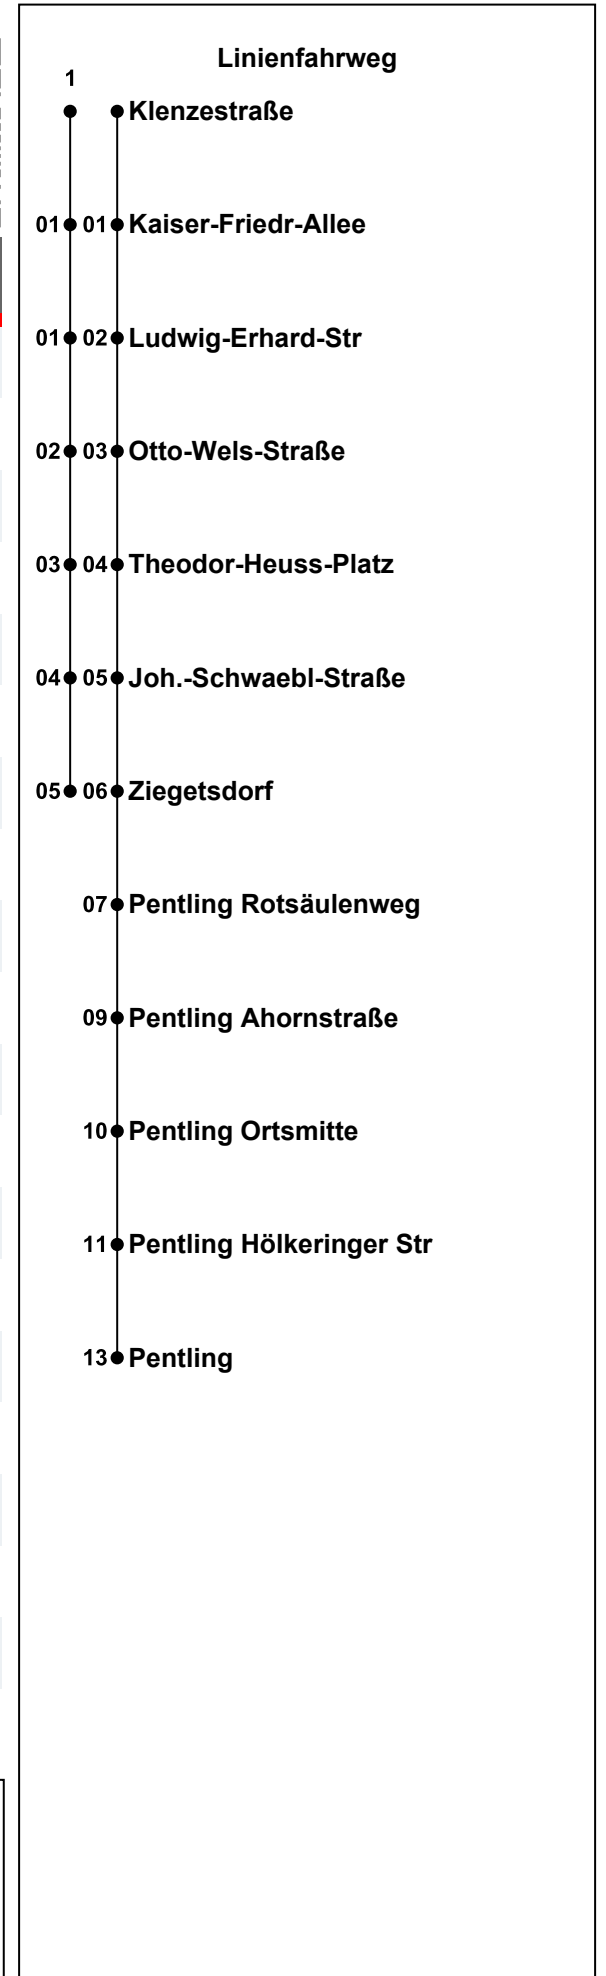 Linienfahrweg
1
Klenzestraße
01 01 Kaiser-Friedr-Allee
01 02 Ludwig-Erhard-Str
02 03 Otto-Wels-Straße
03 04 Theodor-Heuss-Platz
04 05 Joh.-Schwaebl-Straße
05 06 Ziegetsdorf
07 Pentling Rotsäulenweg
09 Pentling Ahornstraße
10 Pentling Ortsmitte
11 Pentling Hölkeringer Str
13 Pentling